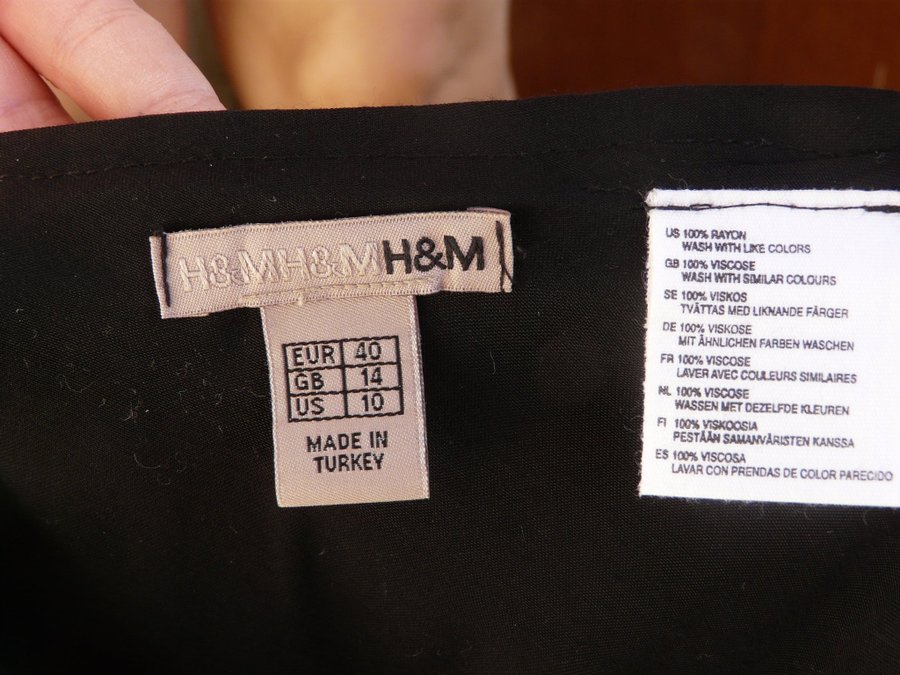 H&MH&MH&M
EUR 40
GB 14
US 10
MADE IN
TURKEY
US 100% RAYON
WASH WITH LIKE COLORS
GB 100% VISCOSE
WASH WITH SIMILAR COLOURS
SE 100% VISKOS
TVÄTTAS MED LIKNANDE FÄRGER
DE 100% VISKOSE
MIT ÄHNLICHEN FARBEN WASCHEN
FR 100% VISCOSE
LAVER AVEC COULEURS SIMILAIRES
NL 100% VISCOSE
WASSEN MET DEZELFDE KLEUREN
FI 100% VISKOOSIA
PESTÄÄN SAMANVÄRISTEN KANSSA
ES 100% VISCOSA
LAVAR CON PRENDAS DE COLOR PARECIDO